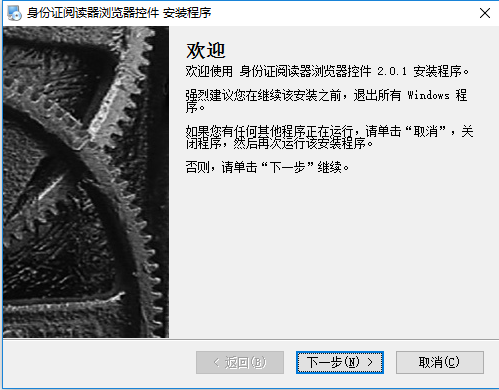 身份证阅读器浏览器控件 安装程序
欢迎
欢迎使用 身份证阅读器浏览器控件 2.0.1 安装程序。
强烈建议您在继续该安装之前，退出所有 Windows 程
序。
如果您有任何其他程序正在运行，请单击“取消”，关
闭程序，然后再次运行该安装程序。
否则，请单击“下一步”继续。
< 返回(B)
下一步(N) >
取消(C)